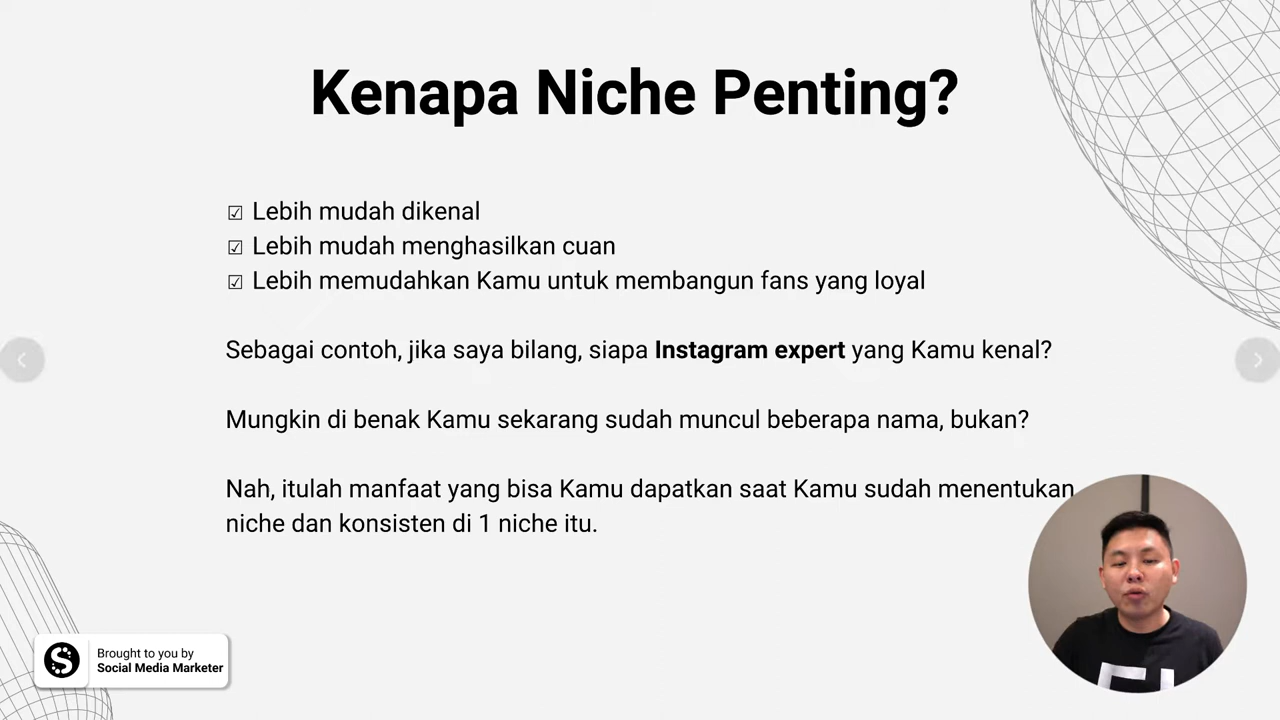 Kenapa Niche Penting?
☑ Lebih mudah dikenal
☑ Lebih mudah menghasilkan cuan
☑ Lebih memudahkan Kamu untuk membangun fans yang loyal
Sebagai contoh, jika saya bilang, siapa Instagram expert yang Kamu kenal?
Mungkin di benak Kamu sekarang sudah muncul beberapa nama, bukan?
Nah, itulah manfaat yang bisa Kamu dapatkan saat Kamu sudah menentukan
niche dan konsisten di 1 niche itu.
Brought to you by
Social Media Marketer